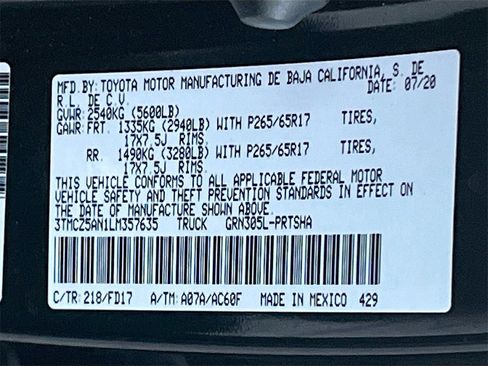 MFD.BY:TOYOTA MOTOR MANUFACTURING DE BAJA CALIFORNIA, S. DE
R.L. DE C.V. DATE: 07/20
GVWR: 2540KG (5600LB)
GAWR: FRT. 1335KG (2940LB) WITH P265/65R17 TIRES,
17X7.5J RIMS.
RR. 1490KG (3280LB) WITH P265/65R17 TIRES,
17X7.5J RIMS.
THIS VEHICLE CONFORMS TO ALL APPLICABLE FEDERAL MOTOR
VEHICLE SAFETY AND THEFT PREVENTION STANDARDS IN EFFECT ON
THE DATE OF MANUFACTURE SHOWN ABOVE.
3TMCZ5AN1LM357635 TRUCK GRN305L-PRTSHA
C/TR: 218/FD17 A/TM: A07A/AC60F MADE IN MEXICO 429